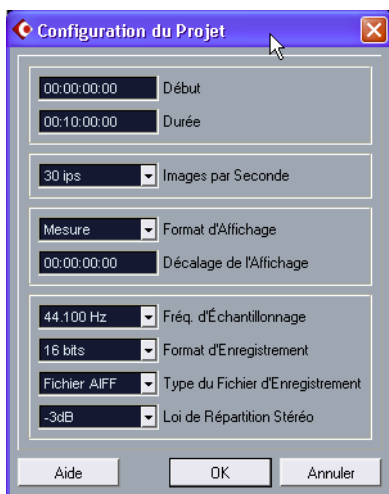 Configuration du Projet
00:00:00:00 Début
00:10:00:00 Durée
30 ips Images par Seconde
Mesure Format d'Affichage
00:00:00:00 Décalage de l'Affichage
44.100 Hz Fréq. d'Échantillonnage
16 bits Format d'Enregistrement
Fichier AIFF Type du Fichier d'Enregistrement
-3dB Loi de Répartition Stéréo
Aide OK Annuler